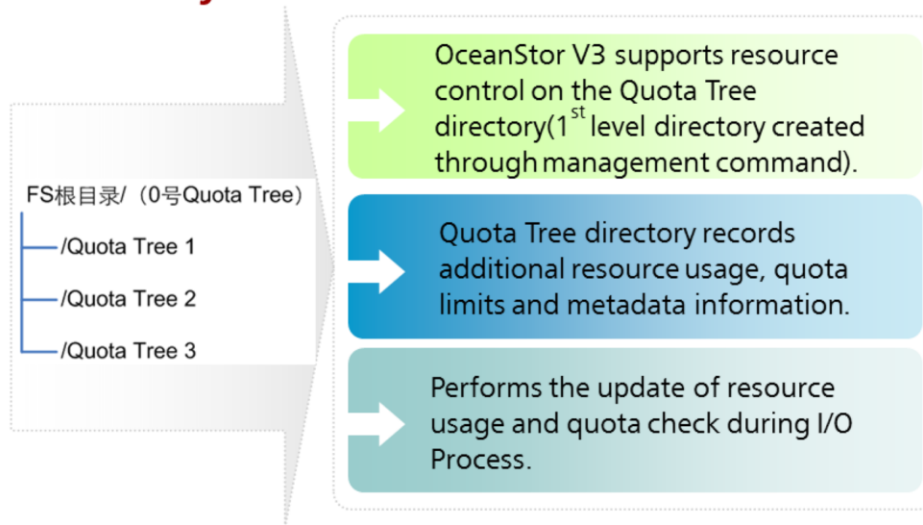 FS根目录/（0号Quota Tree）
/Quota Tree 1
/Quota Tree 2
/Quota Tree 3
OceanStor V3 supports resource
control on the Quota Tree
directory(1st level directory created
through management command).
Quota Tree directory records
additional resource usage, quota
limits and metadata information.
Performs the update of resource
usage and quota check during I/O
Process.